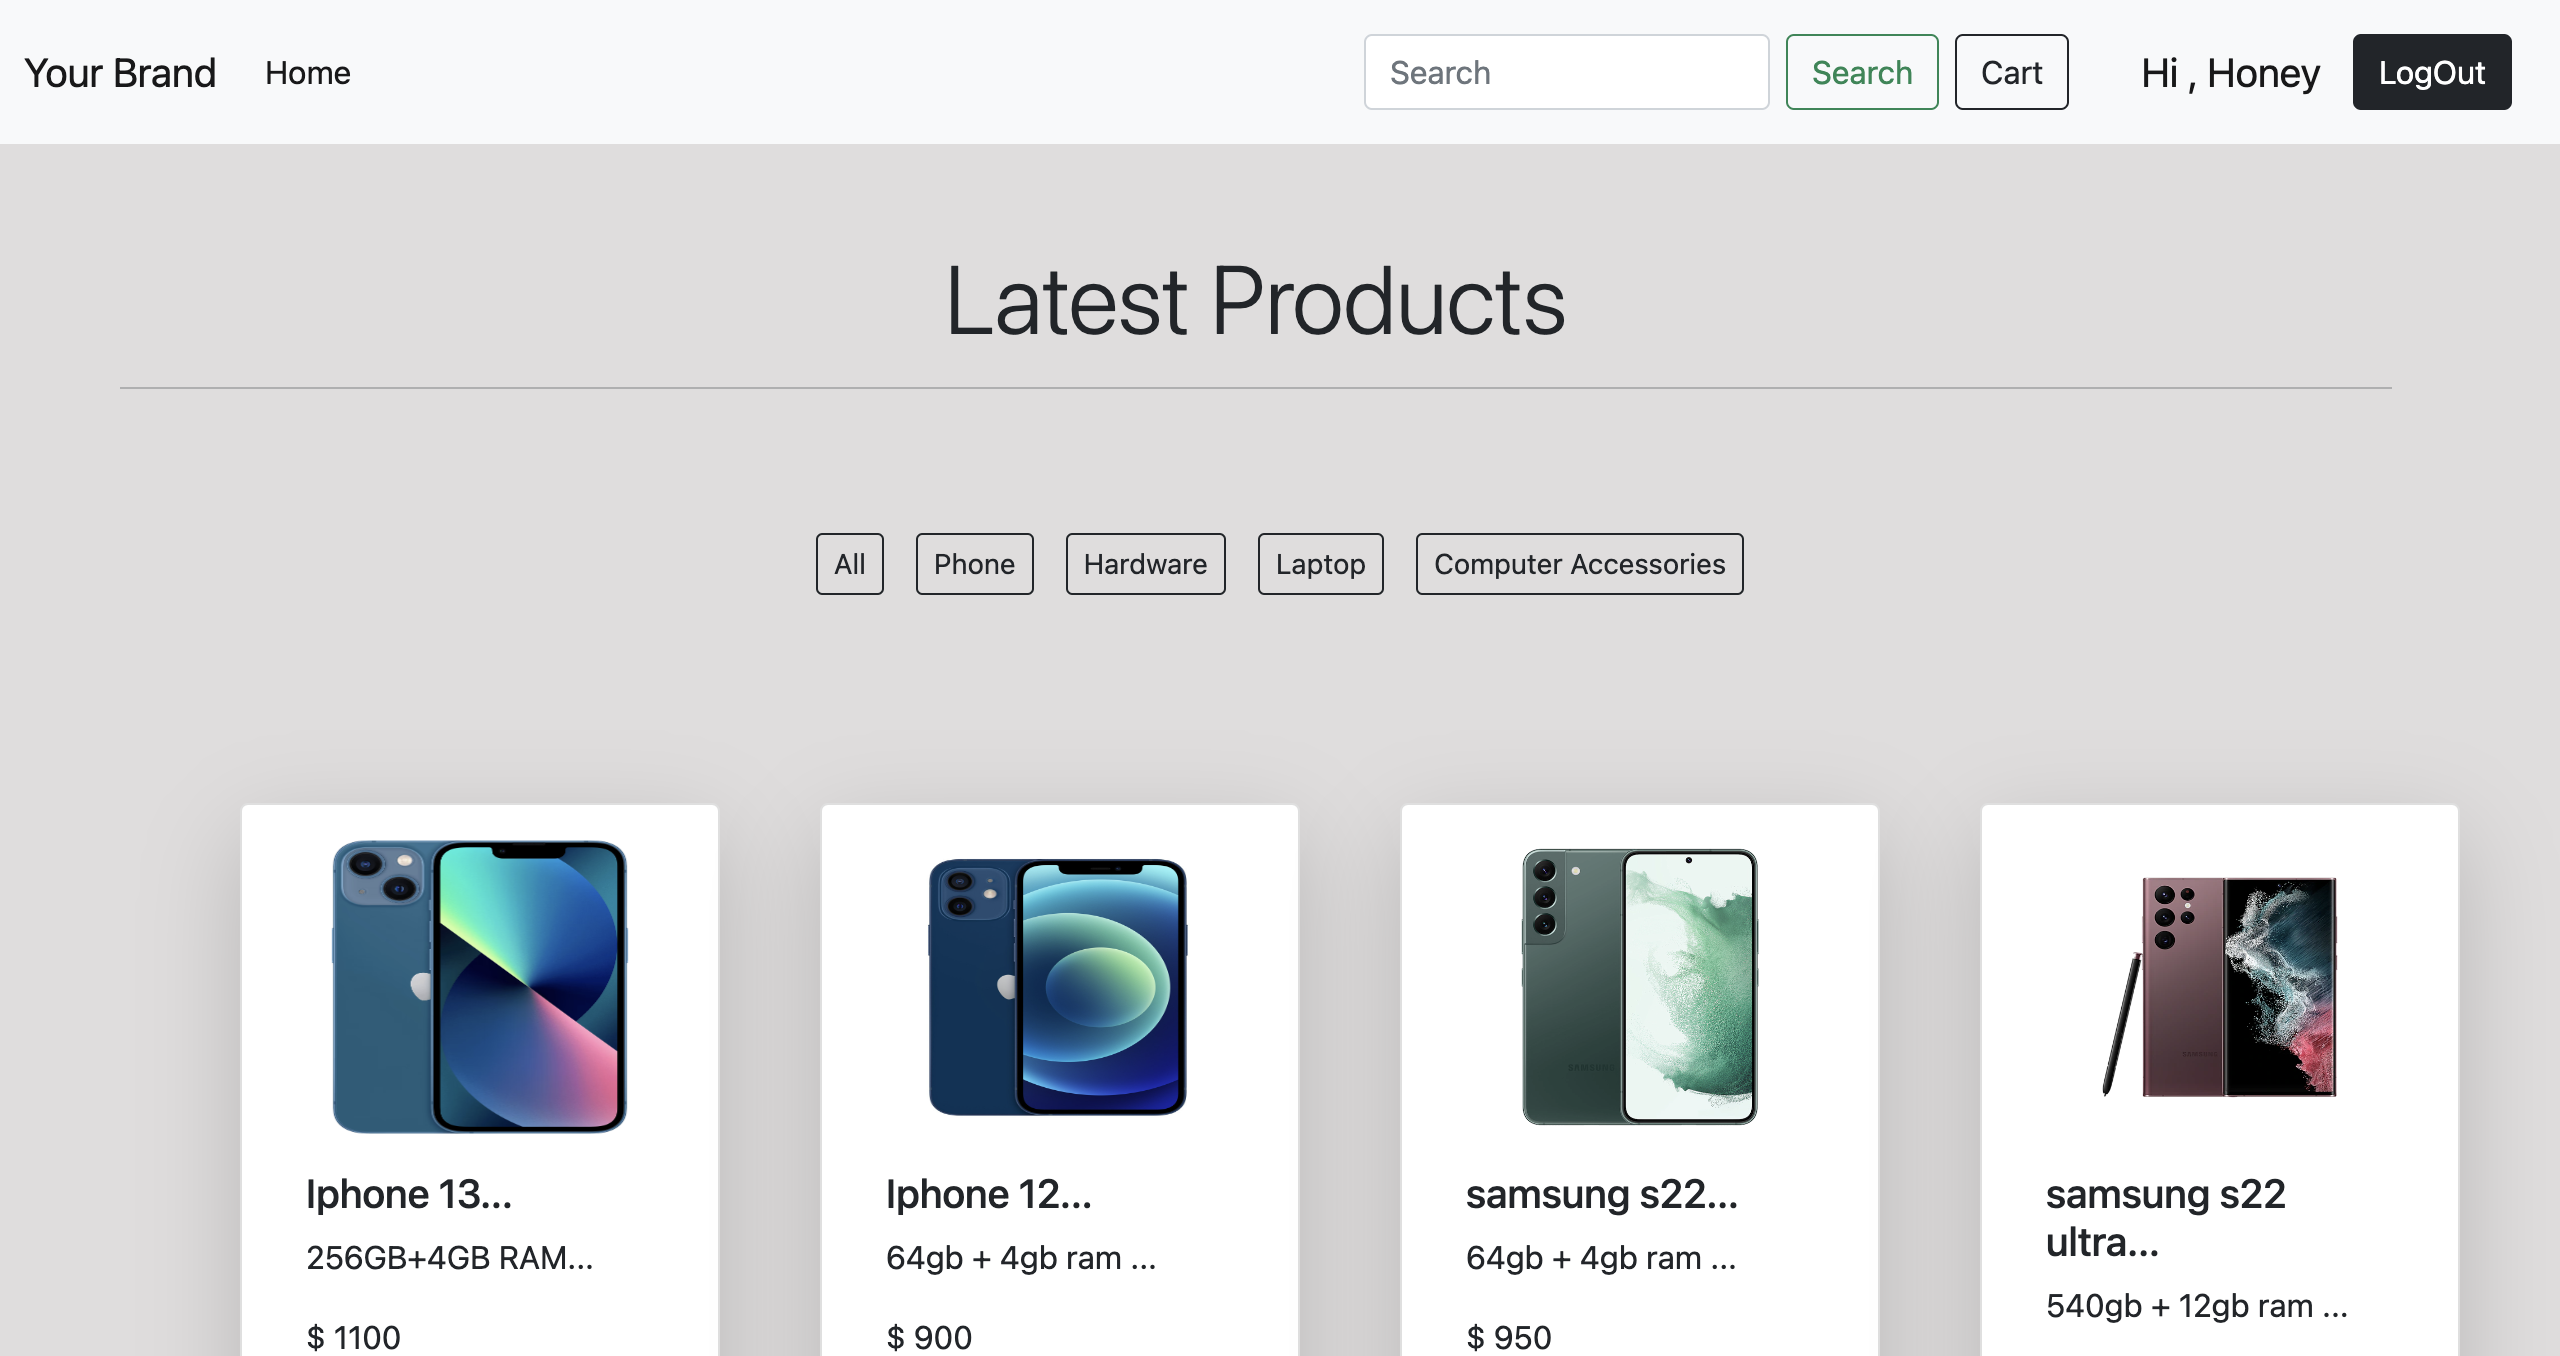 Your Brand
Home
Search
Search
Cart
Hi , Honey
LogOut
Latest Products
All
Phone
Hardware
Laptop
Computer Accessories
Iphone 13...
256GB+4GB RAM...
$ 1100
Iphone 12...
64gb + 4gb ram ...
$ 900
SAMSUNG
samsung s22...
64gb + 4gb ram ...
$ 950
SAMSUNG
samsung s22
ultra...
540gb + 12gb ram ...